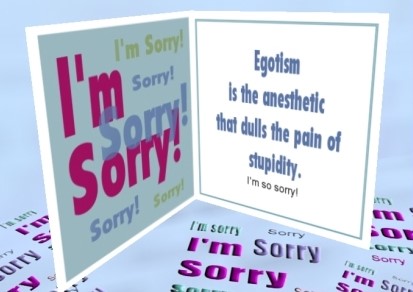 I'm Sorry!
I'm
Sorry!
Sorry!
Sorry!
Sorry!
Sorry!
Egotism
is the anesthetic
that dulls the pain of
stupidity.
I'm so sorry!
I'm sorry
Sorry
I'm Sorry
Sorry